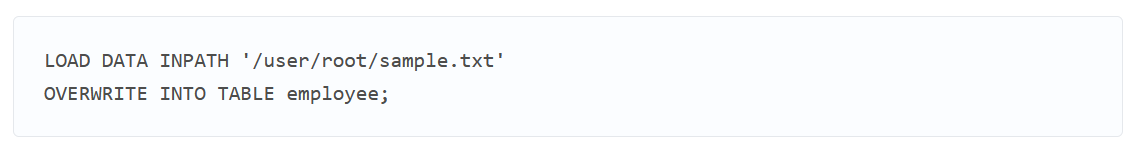 LOAD DATA INPATH '/user/root/sample.txt'
OVERWRITE INTO TABLE employee;